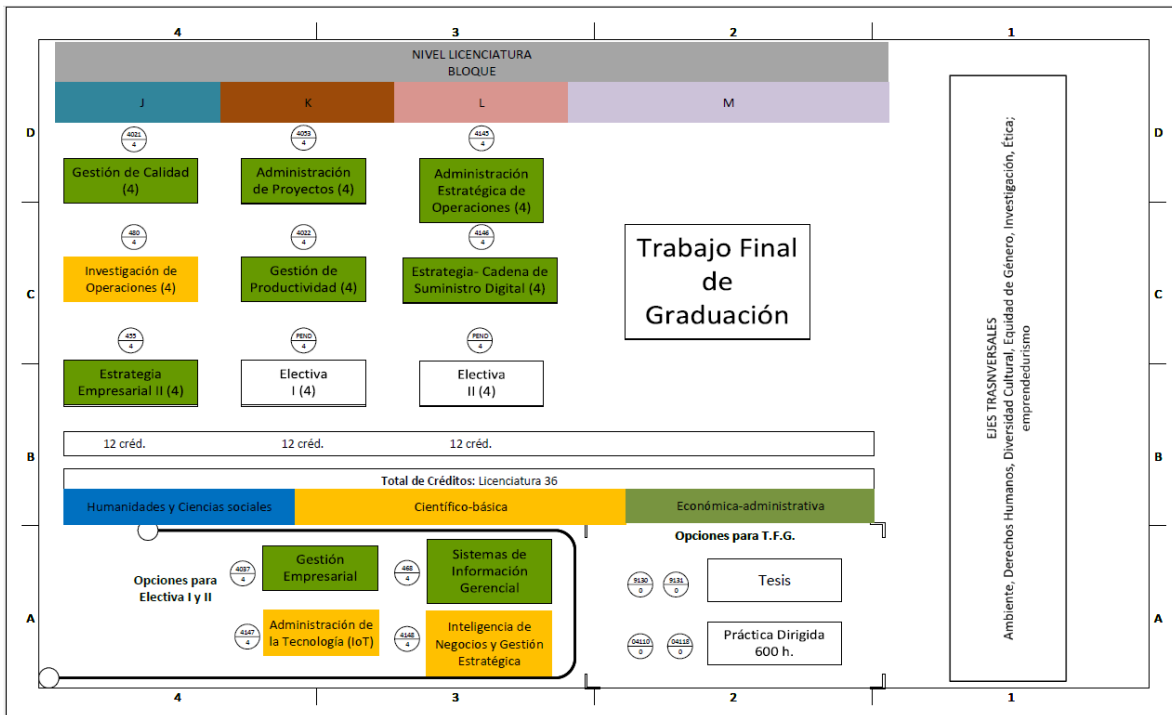 4
3
2
1
NIVEL LICENCIATURA
BLOQUE
J
K
L
M
D
D
4021
4
4053
4
4145
4
Gestión de Calidad
(4)
Administración
de Proyectos (4)
Administración
Estratégica de
Operaciones (4)
480
4
4022
4
4146
4
Investigación de
Operaciones (4)
Gestión de
Productividad (4)
Estrategia- Cadena de
Suministro Digital (4)
Trabajo Final
de
Graduación
C
C
435
4
PEND
4
PEND
4
Estrategia
Empresarial II (4)
Electiva
I (4)
Electiva
II (4)
12 créd.
12 créd.
12 créd.
B
B
Total de Créditos: Licenciatura 36
Humanidades y Ciencias sociales
Científico-básica
Económica-administrativa
Opciones para
Electiva I y II
4037
4
Gestión
Empresarial
468
4
Sistemas de
Información
Gerencial
4147
4
Administración de
la Tecnología (IoT)
4148
4
Inteligencia de
Negocios y Gestión
Estratégica
Opciones para T.F.G.
9130
0
9131
0
Tesis
04110
0
04118
0
Práctica Dirigida
600 h.
A
A
EJES TRASNVERSALES
Ambiente, Derechos Humanos, Diversidad Cultural, Equidad de Género, Investigación, Ética;
emprendedurismo
4
3
2
1